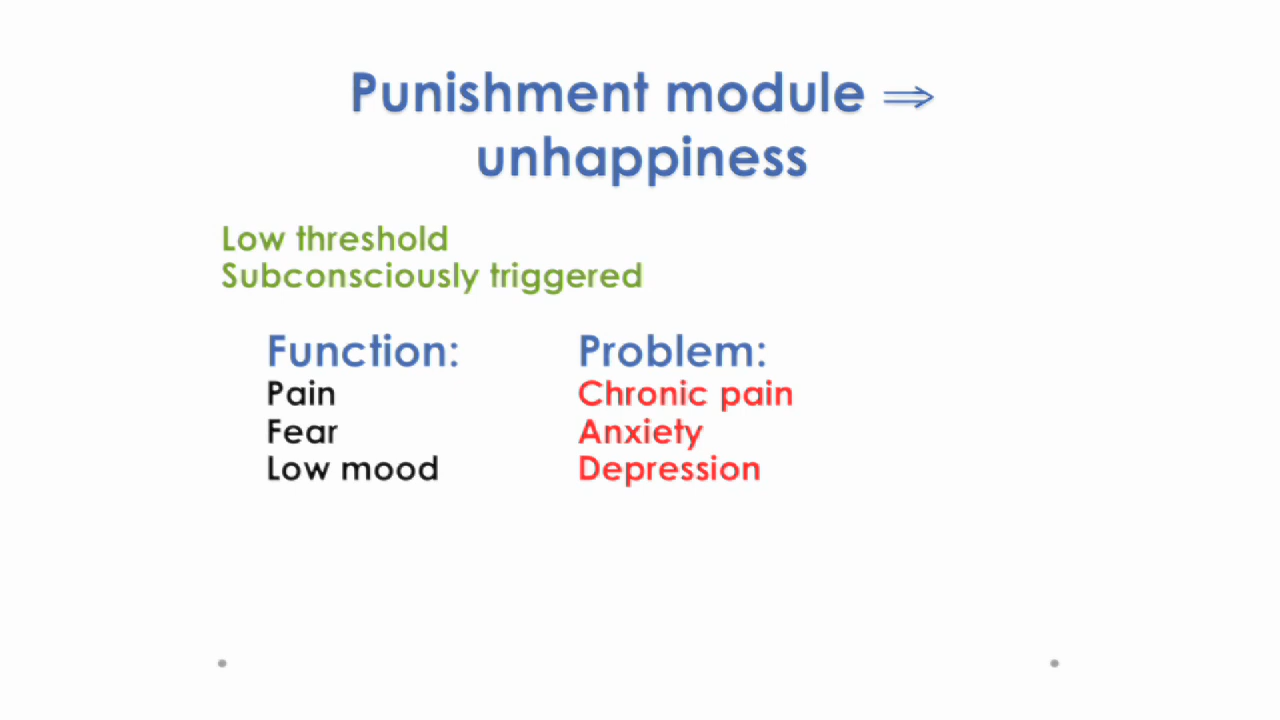 Punishment module ⇒
unhappiness
Low threshold
Subconsciously triggered
Function: Problem:
Pain Chronic pain
Fear Anxiety
Low mood Depression